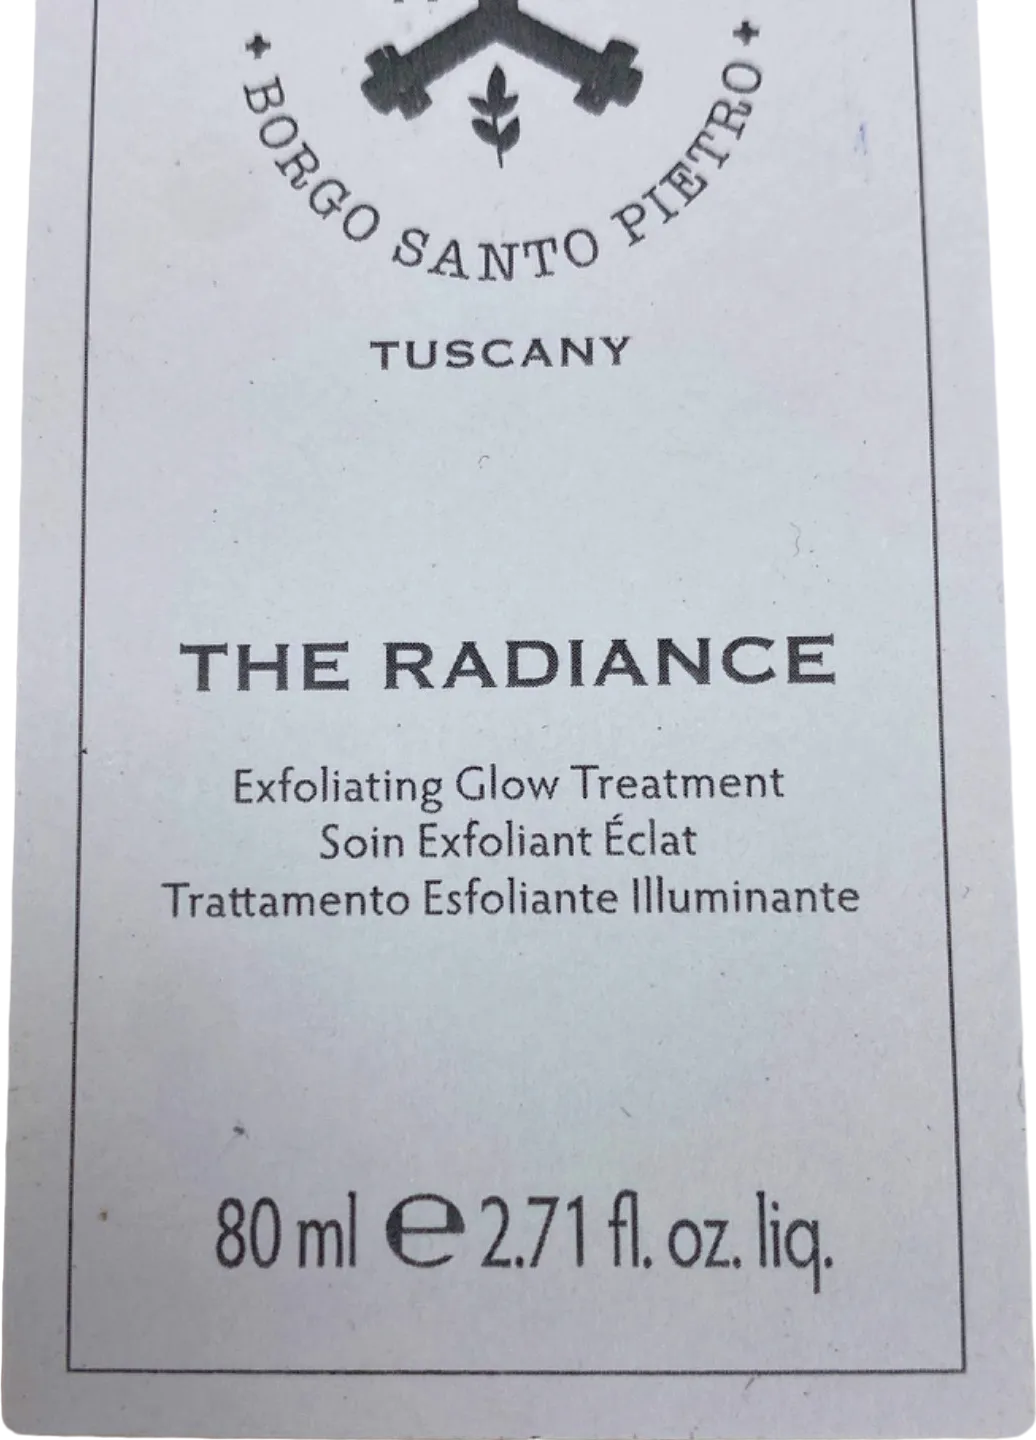 BORGO SANTO PIETRO
TUSCANY
THE RADIANCE
Exfoliating Glow Treatment
Soin Exfoliant Éclat
Trattamento Esfoliante Illuminante
80 ml ℮ 2.71 fl. oz. liq.